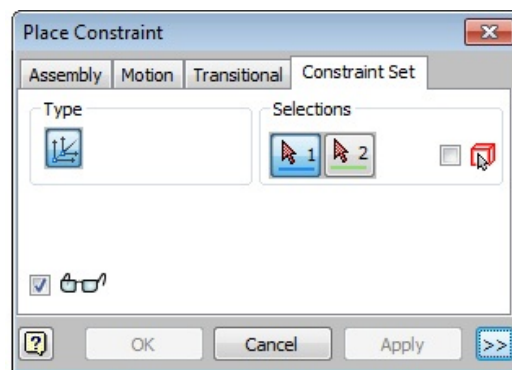 Place Constraint
Assembly Motion Transitional Constraint Set
Type Selections
1 2
? OK Cancel Apply >>